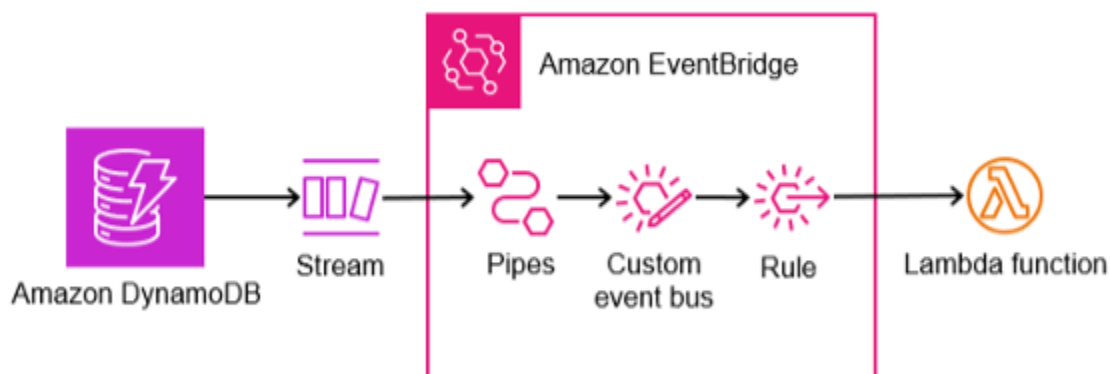 Amazon EventBridge
Amazon DynamoDB
Stream
Pipes
Custom
event bus
Rule
Lambda function